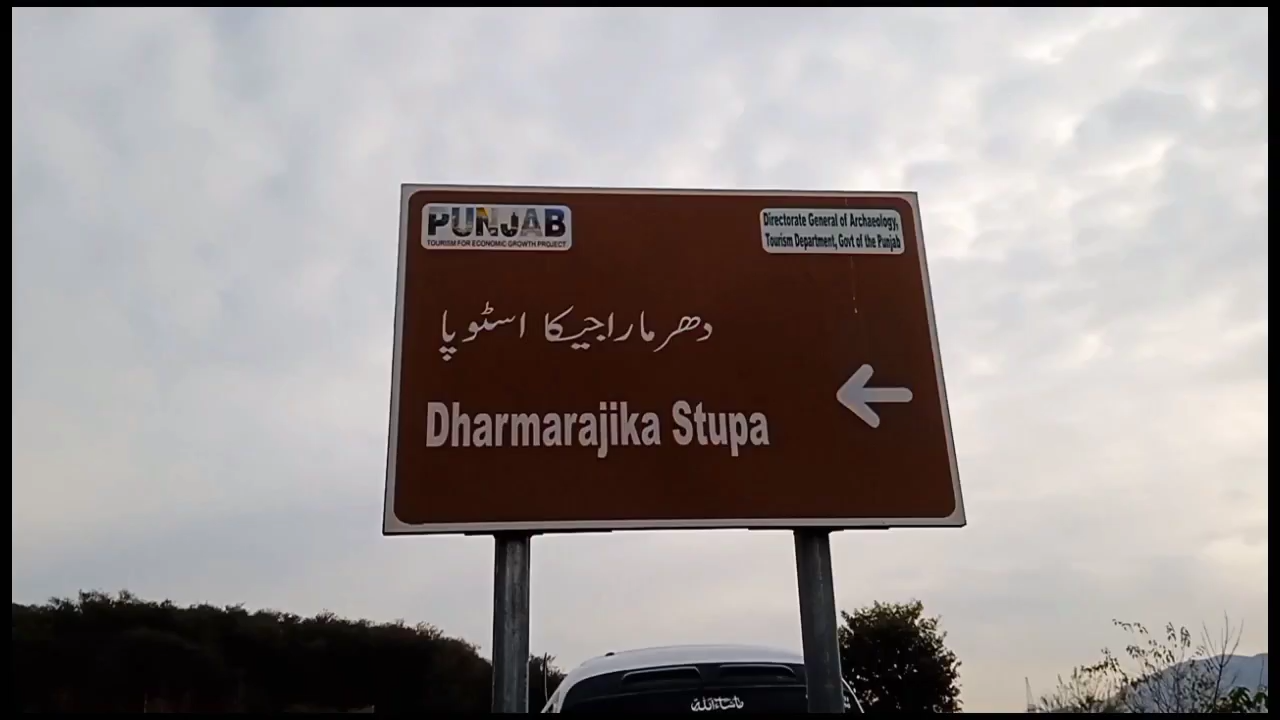 PUNJAB
TOURISM FOR ECONOMIC GROWTH PROJECT
Directorate General of Archaeology,
Tourism Department, Govt of the Punjab
دھرماراجیکا اسٹوپا
Dharmarajika Stupa
ماشاءالله